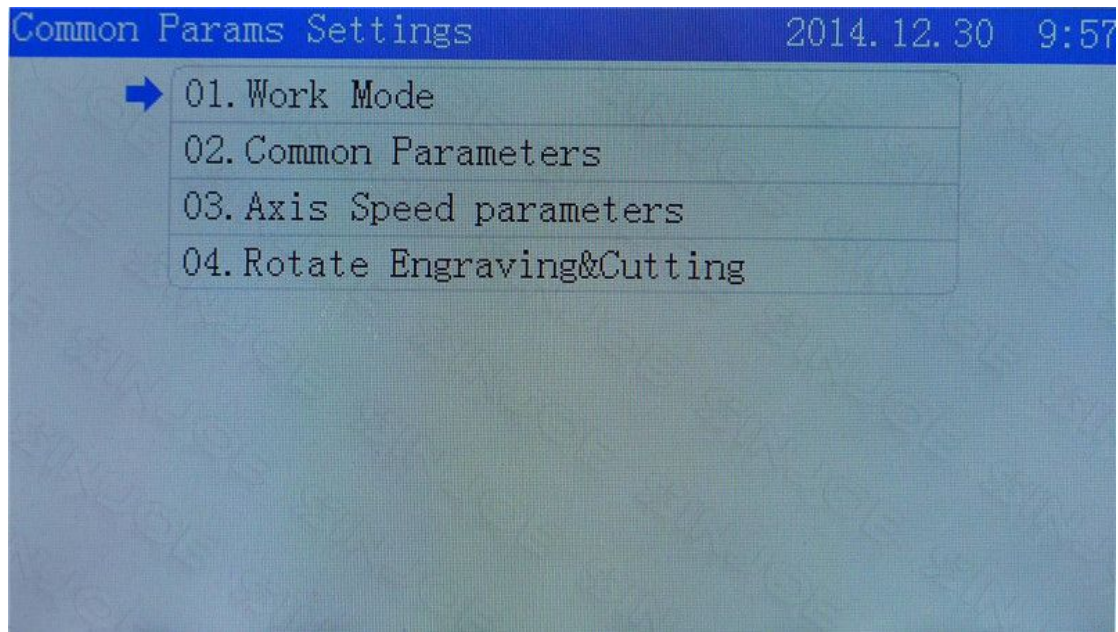 Common Params Settings 2014.12.30 9:57
01.Work Mode
02.Common Parameters
03.Axis Speed parameters
04.Rotate Engraving&Cutting